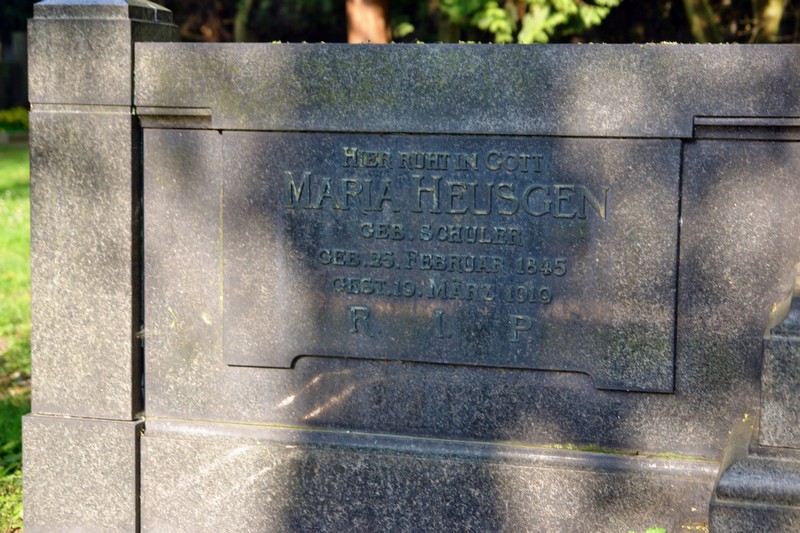 HIER RUHT IN GOTT
MARIA HEUSGEN
GEB. SCHULER
GEB. 25. FEBRUAR 1845
GEST. 19. MÄRZ 1919
R. I. P